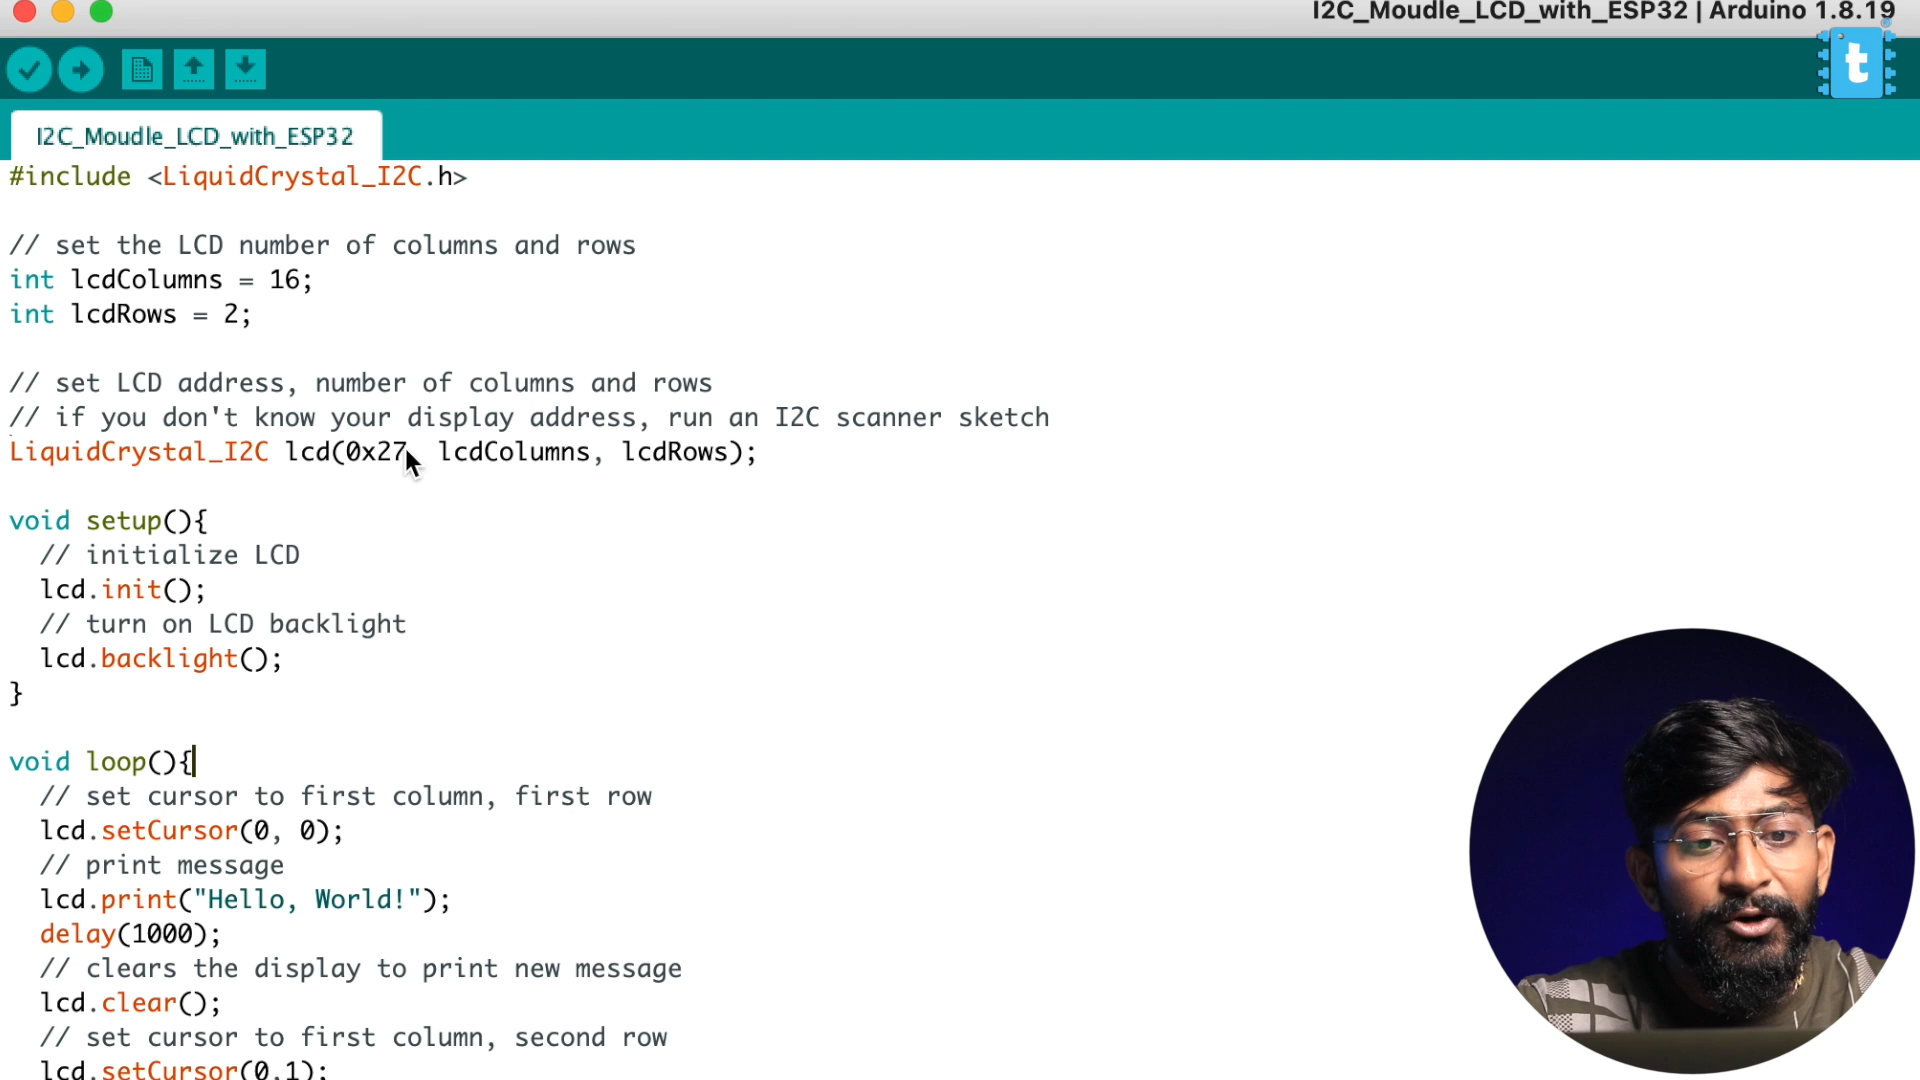 I2C_Moudle_LCD_with_ESP32 | Arduino 1.8.19
t
I2C_Moudle_LCD_with_ESP32
#include <LiquidCrystal_I2C.h>
// set the LCD number of columns and rows
int lcdColumns = 16;
int lcdRows = 2;
// set LCD address, number of columns and rows
// if you don't know your display address, run an I2C scanner sketch
LiquidCrystal_I2C lcd(0x27 lcdColumns, lcdRows);
void setup(){
// initialize LCD
lcd.init();
// turn on LCD backlight
lcd.backlight();
}
void loop(){
// set cursor to first column, first row
lcd.setCursor(0, 0);
// print message
lcd.print("Hello, World!");
delay(1000);
// clears the display to print new message
lcd.clear();
// set cursor to first column, second row
lcd.setCursor(0,1);